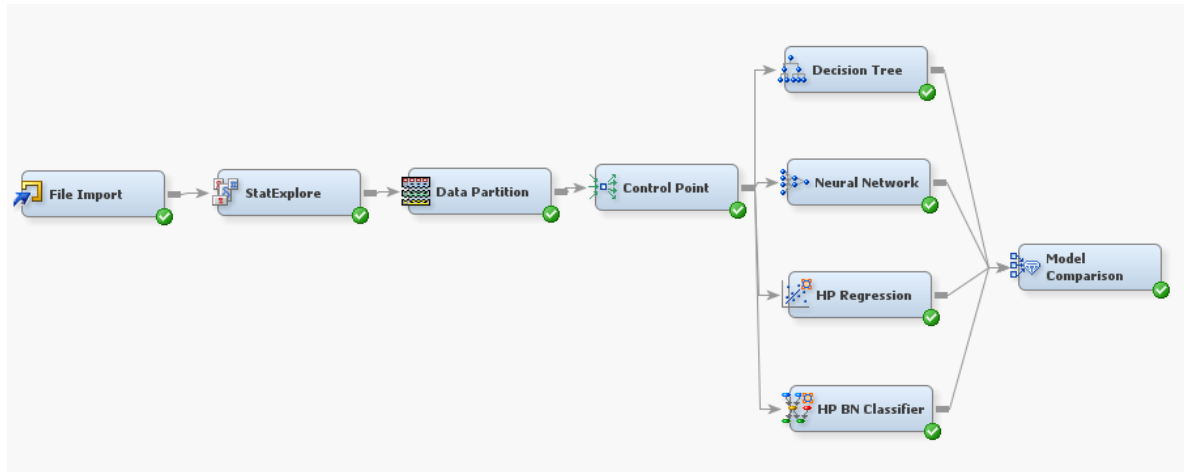 File Import
StatExplore
Data Partition
Control Point
Decision Tree
Neural Network
HP Regression
HP BN Classifier
Model
Comparison